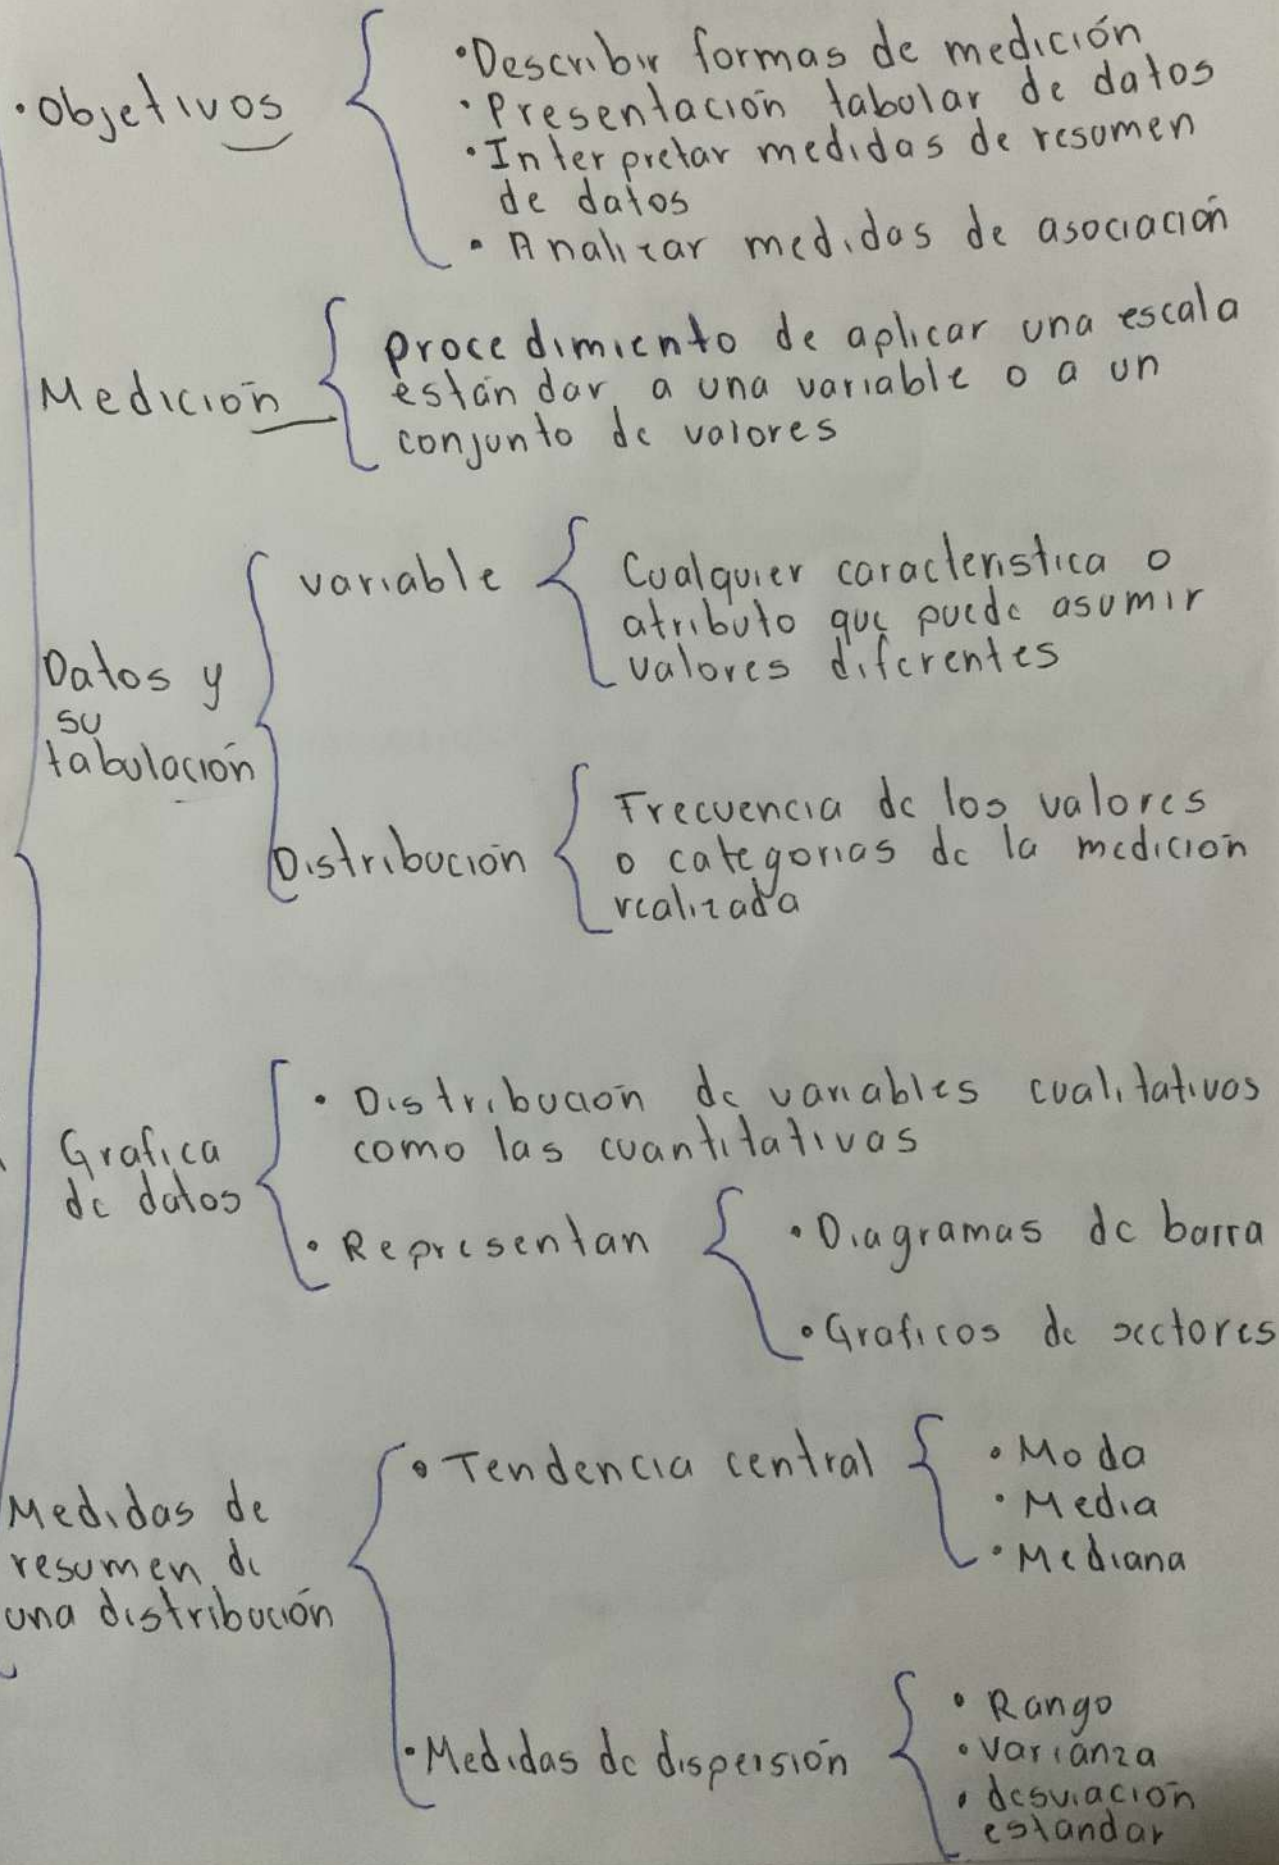 ·Objetivos
·Describir formas de medición
·Presentación tabular de datos
·Interpretar medidas de resumen
de datos
·Analizar medidas de asociación
Medición
procedimiento de aplicar una escala
estándar a una variable o a un
conjunto de valores
Datos y
su
tabulación
variable
Cualquier característica o
atributo que puede asumir
valores diferentes
Distribución
Frecuencia de los valores
o categorias de la medición
realizada
Grafica
de datos
· Distribución de variables cualitativos
como las cuantitativas
· Representan
· Diagramas de barra
· Graficos de sectores
Medidas de
resumen de
una distribución
· Tendencia central
· Moda
· Media
· Mediana
· Medidas de dispersión
· Rango
· varianza
· desviación
estandar